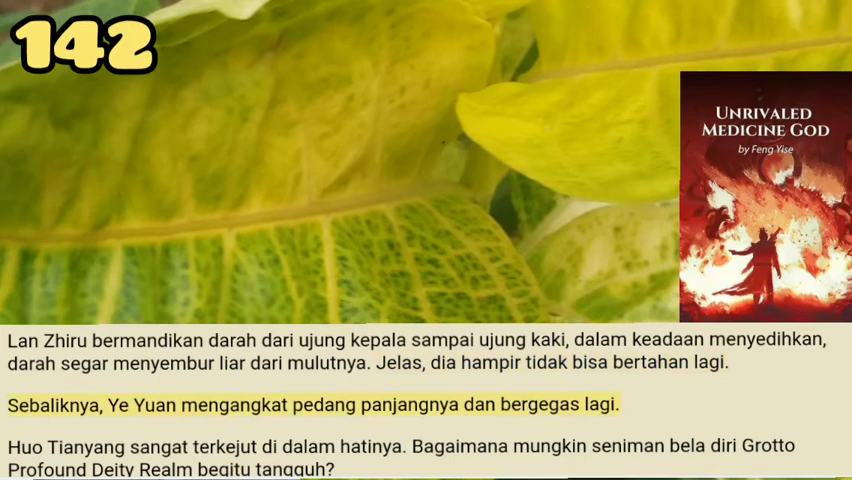 142
UNRIVALED
MEDICINE GOD
by Feng Yise
Lan Zhiru bermandikan darah dari ujung kepala sampai ujung kaki, dalam keadaan menyedihkan,
darah segar menyembur liar dari mulutnya. Jelas, dia hampir tidak bisa bertahan lagi.
Sebaliknya, Ye Yuan mengangkat pedang panjangnya dan bergegas lagi.
Huo Tianyang sangat terkejut di dalam hatinya. Bagaimana mungkin seniman bela diri Grotto
Profound Deity Realm begitu tangguh?